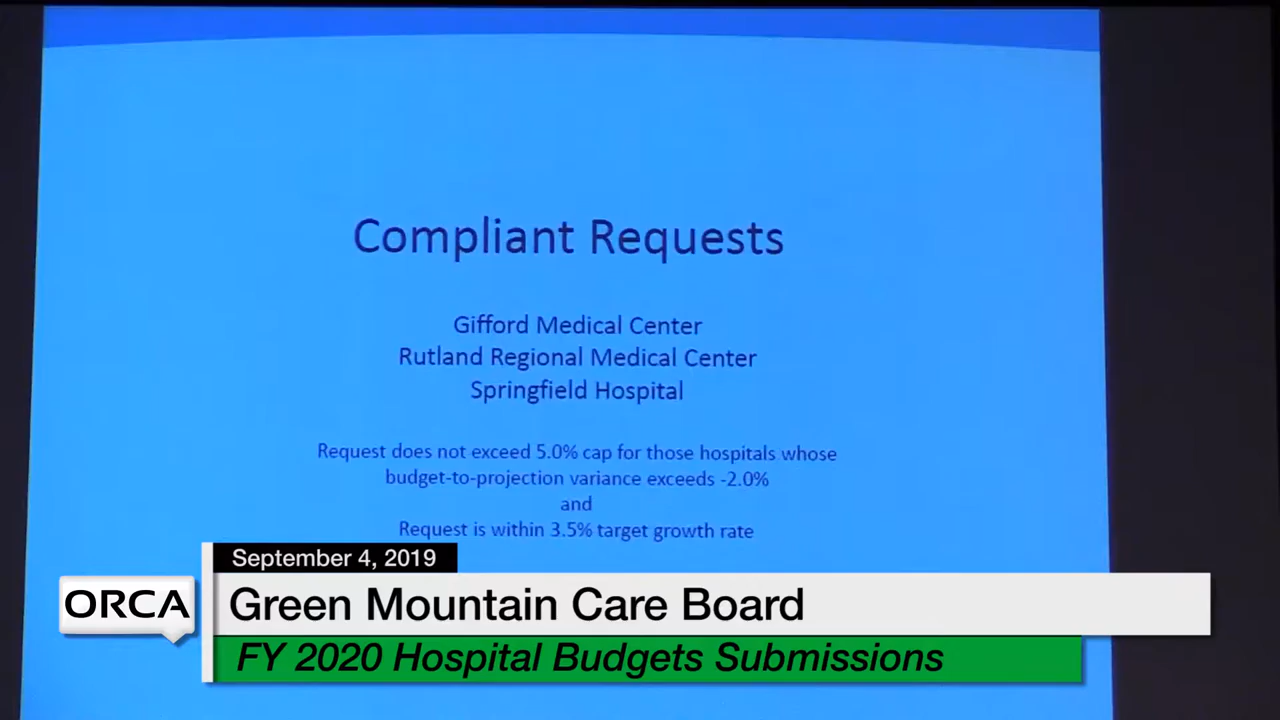 Compliant Requests
Gifford Medical Center
Rutland Regional Medical Center
Springfield Hospital
Request does not exceed 5.0% cap for those hospitals whose
budget-to-projection variance exceeds -2.0%
and
Request is within 3.5% target growth rate
September 4, 2019
ORCA
Green Mountain Care Board
FY 2020 Hospital Budgets Submissions